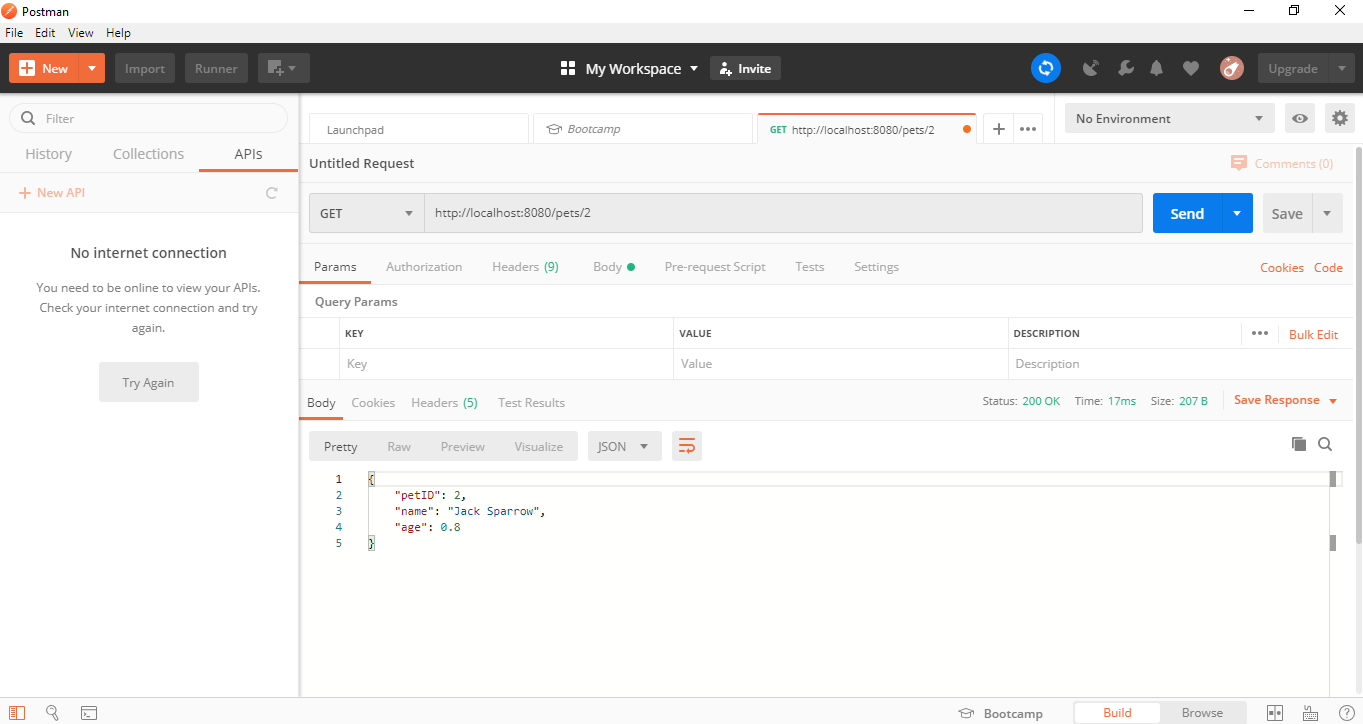 Postman
File Edit View Help
New Import Runner My Workspace Invite Upgrade
Filter
History Collections APIs
New API
No internet connection
You need to be online to view your APIs.
Check your internet connection and try
again.
Try Again
Launchpad Bootcamp GET http://localhost:8080/pets/2 No Environment
Untitled Request Comments (0)
GET http://localhost:8080/pets/2 Send Save
Params Authorization Headers (9) Body Pre-request Script Tests Settings Cookies Code
Query Params
KEY VALUE DESCRIPTION Bulk Edit
Key Value Description
Body Cookies Headers (5) Test Results Status: 200 OK Time: 17ms Size: 207 B Save Response
Pretty Raw Preview Visualize JSON
1 {
2 "petID": 2,
3 "name": "Jack Sparrow",
4 "age": 0.8
5 }
Bootcamp Build Browse